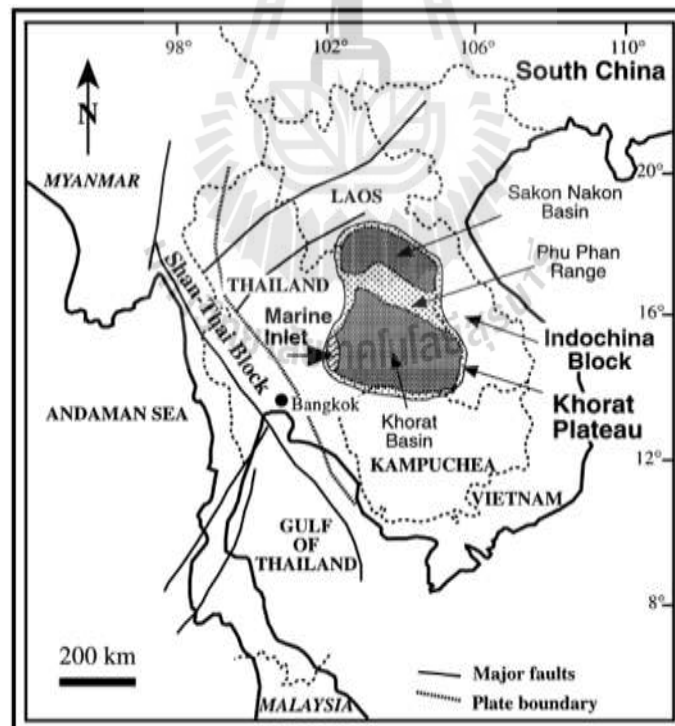 98°
102°
106°
110°
South China
N
MYANMAR
20°
LAOS
Sakon Nakon
Basin
Phu Phan
Range
THAILAND
Shan-Thai Block
Marine
Inlet
16°
Indochina
Block
Khorat
Plateau
Bangkok
ANDAMAN SEA
Khorat
Basin
KAMPUCHEA
12°
VIETNAM
GULF
OF
THAILAND
8°
200 km
Major faults
Plate boundary
MALAYSIA